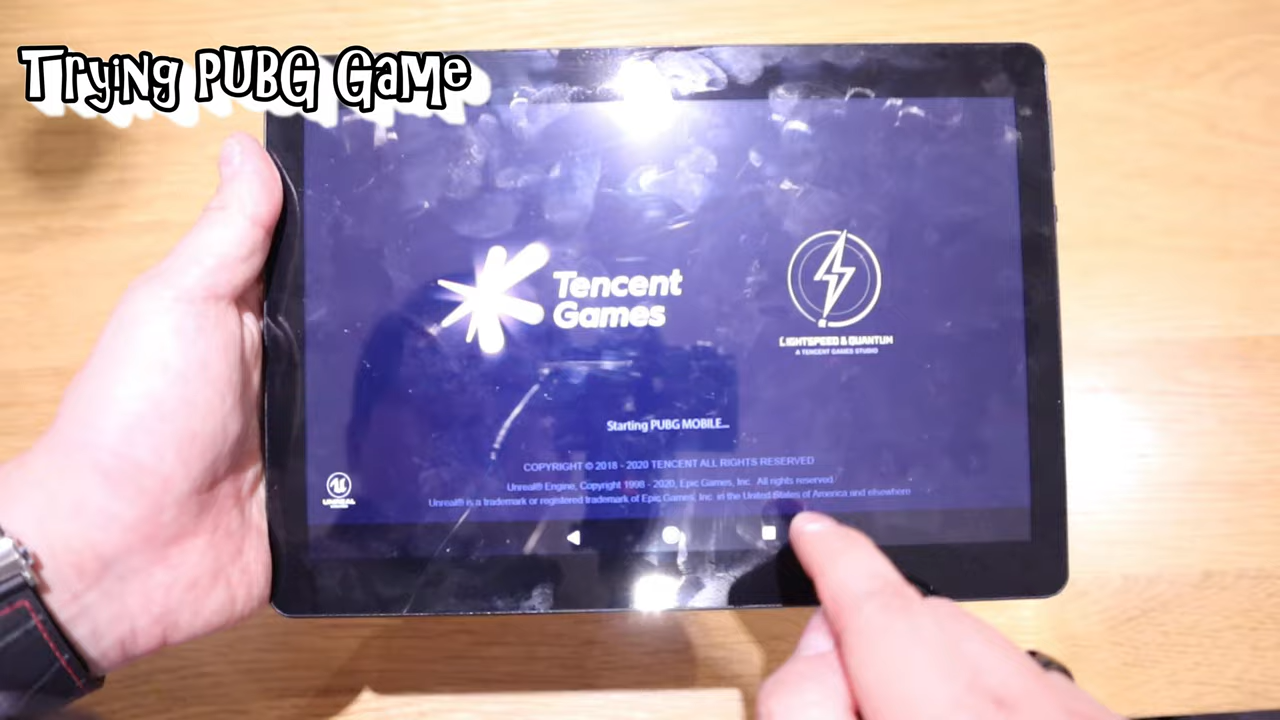 Trying PUBG Game
Tencent
Games
LIGHTSPEED & QUANTUM
A TENCENT GAMES STUDIO
Starting PUBG MOBILE...
COPYRIGHT © 2018 - 2020 TENCENT ALL RIGHTS RESERVED
Unreal® Engine, Copyright 1998 - 2020, Epic Games, Inc. All rights reserved
Unreal® is a trademark or registered trademark of Epic Games, Inc. in the United States of America and elsewhere
UNREAL